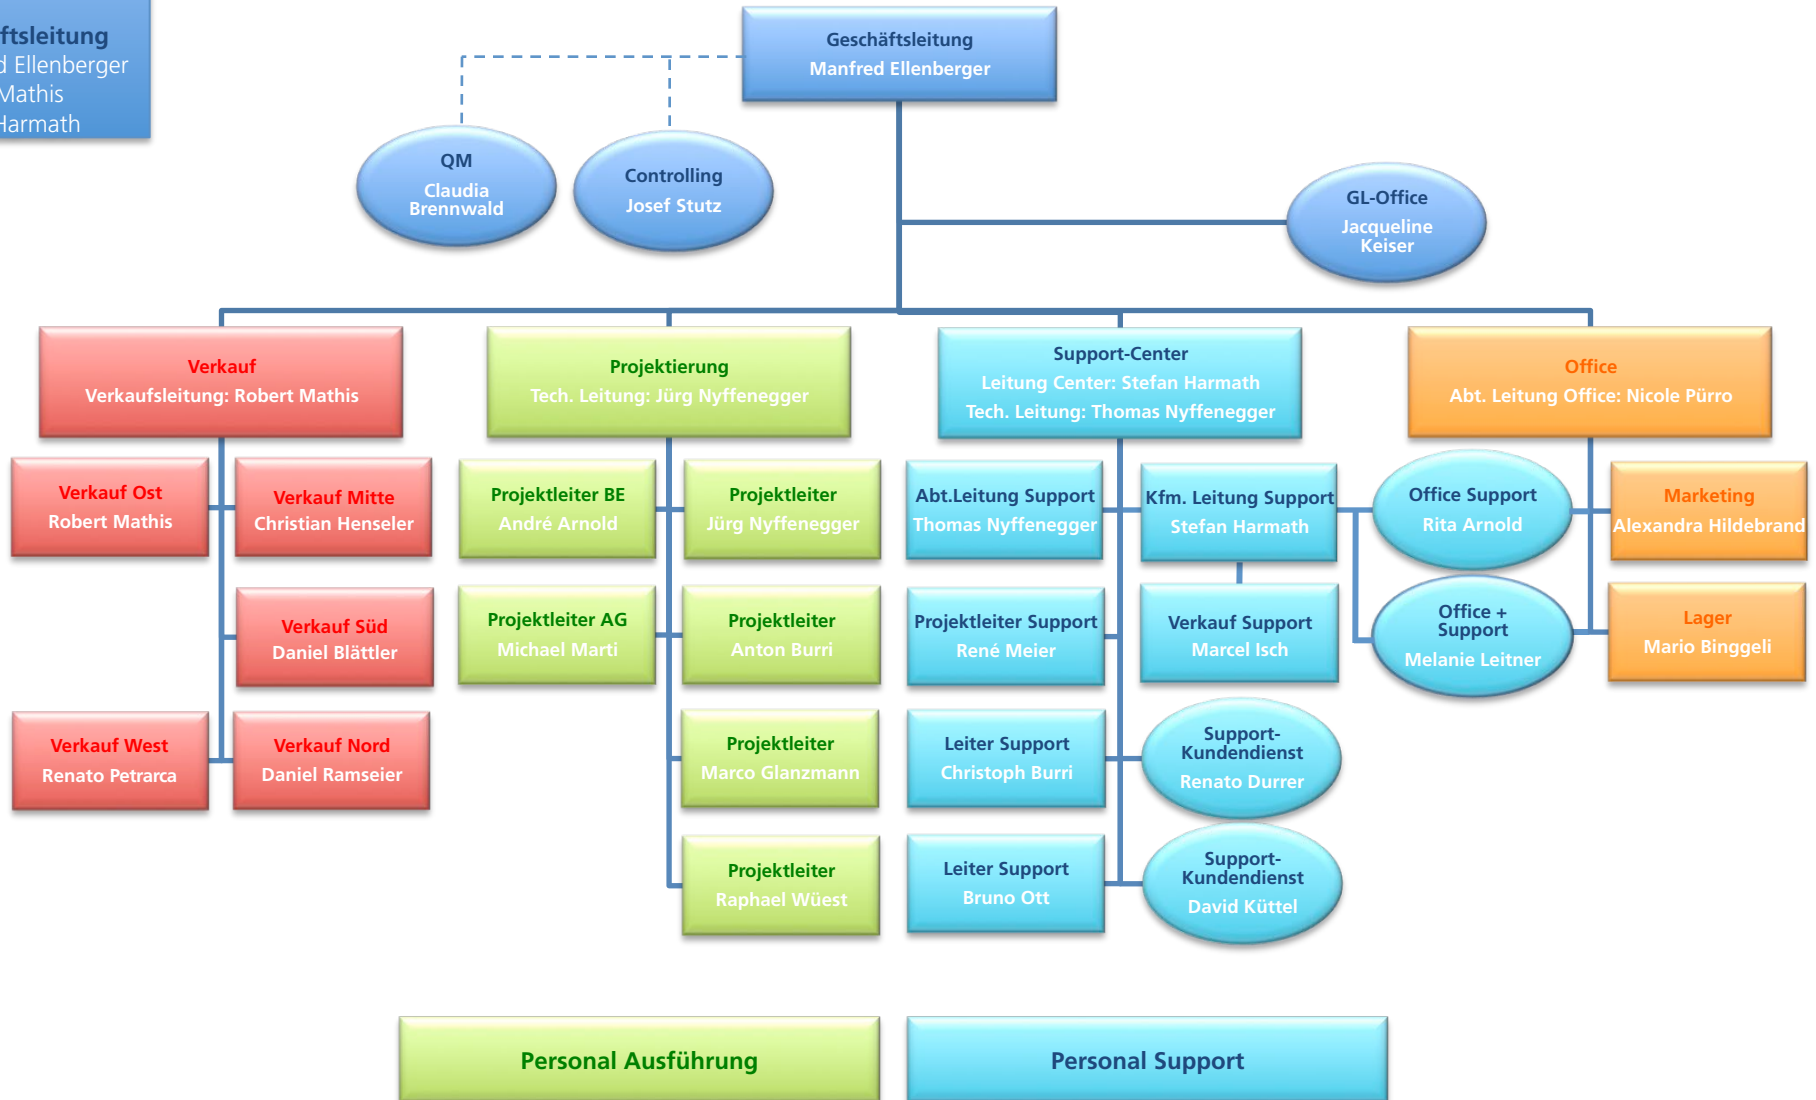 ftsleitung
d Ellenberger
Mathis
Harmath
Geschäftsleitung
Manfred Ellenberger
QM
Claudia
Brennwald
Controlling
Josef Stutz
GL-Office
Jacqueline
Keiser
Verkauf
Verkaufsleitung: Robert Mathis
Projektierung
Tech. Leitung: Jürg Nyffenegger
Support-Center
Leitung Center: Stefan Harmath
Tech. Leitung: Thomas Nyffenegger
Office
Abt. Leitung Office: Nicole Pürro
Verkauf Ost
Robert Mathis
Verkauf Mitte
Christian Henseler
Verkauf Süd
Daniel Blättler
Verkauf West
Renato Petrarca
Verkauf Nord
Daniel Ramseier
Projektleiter BE
André Arnold
Projektleiter
Jürg Nyffenegger
Projektleiter AG
Michael Marti
Projektleiter
Anton Burri
Projektleiter
Marco Glanzmann
Projektleiter
Raphael Wüest
Abt.Leitung Support
Thomas Nyffenegger
Kfm. Leitung Support
Stefan Harmath
Projektleiter Support
René Meier
Verkauf Support
Marcel Isch
Leiter Support
Christoph Burri
Support-
Kundendienst
Renato Durrer
Leiter Support
Bruno Ott
Support-
Kundendienst
David Küttel
Office Support
Rita Arnold
Marketing
Alexandra Hildebrand
Office +
Support
Melanie Leitner
Lager
Mario Binggeli
Personal Ausführung
Personal Support